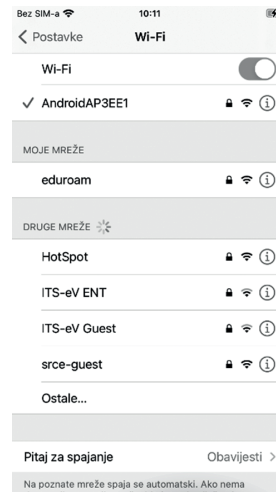 Bez SIM-a
10:11
Postavke
Wi-Fi
Wi-Fi
AndroidAP3EE1
MOJE MREŽE
eduroam
DRUGE MREŽE
HotSpot
ITS-eV ENT
ITS-eV Guest
srce-guest
Ostale...
Pitaj za spajanje
Obavijesti
Na poznate mreže spaja se automatski. Ako nema